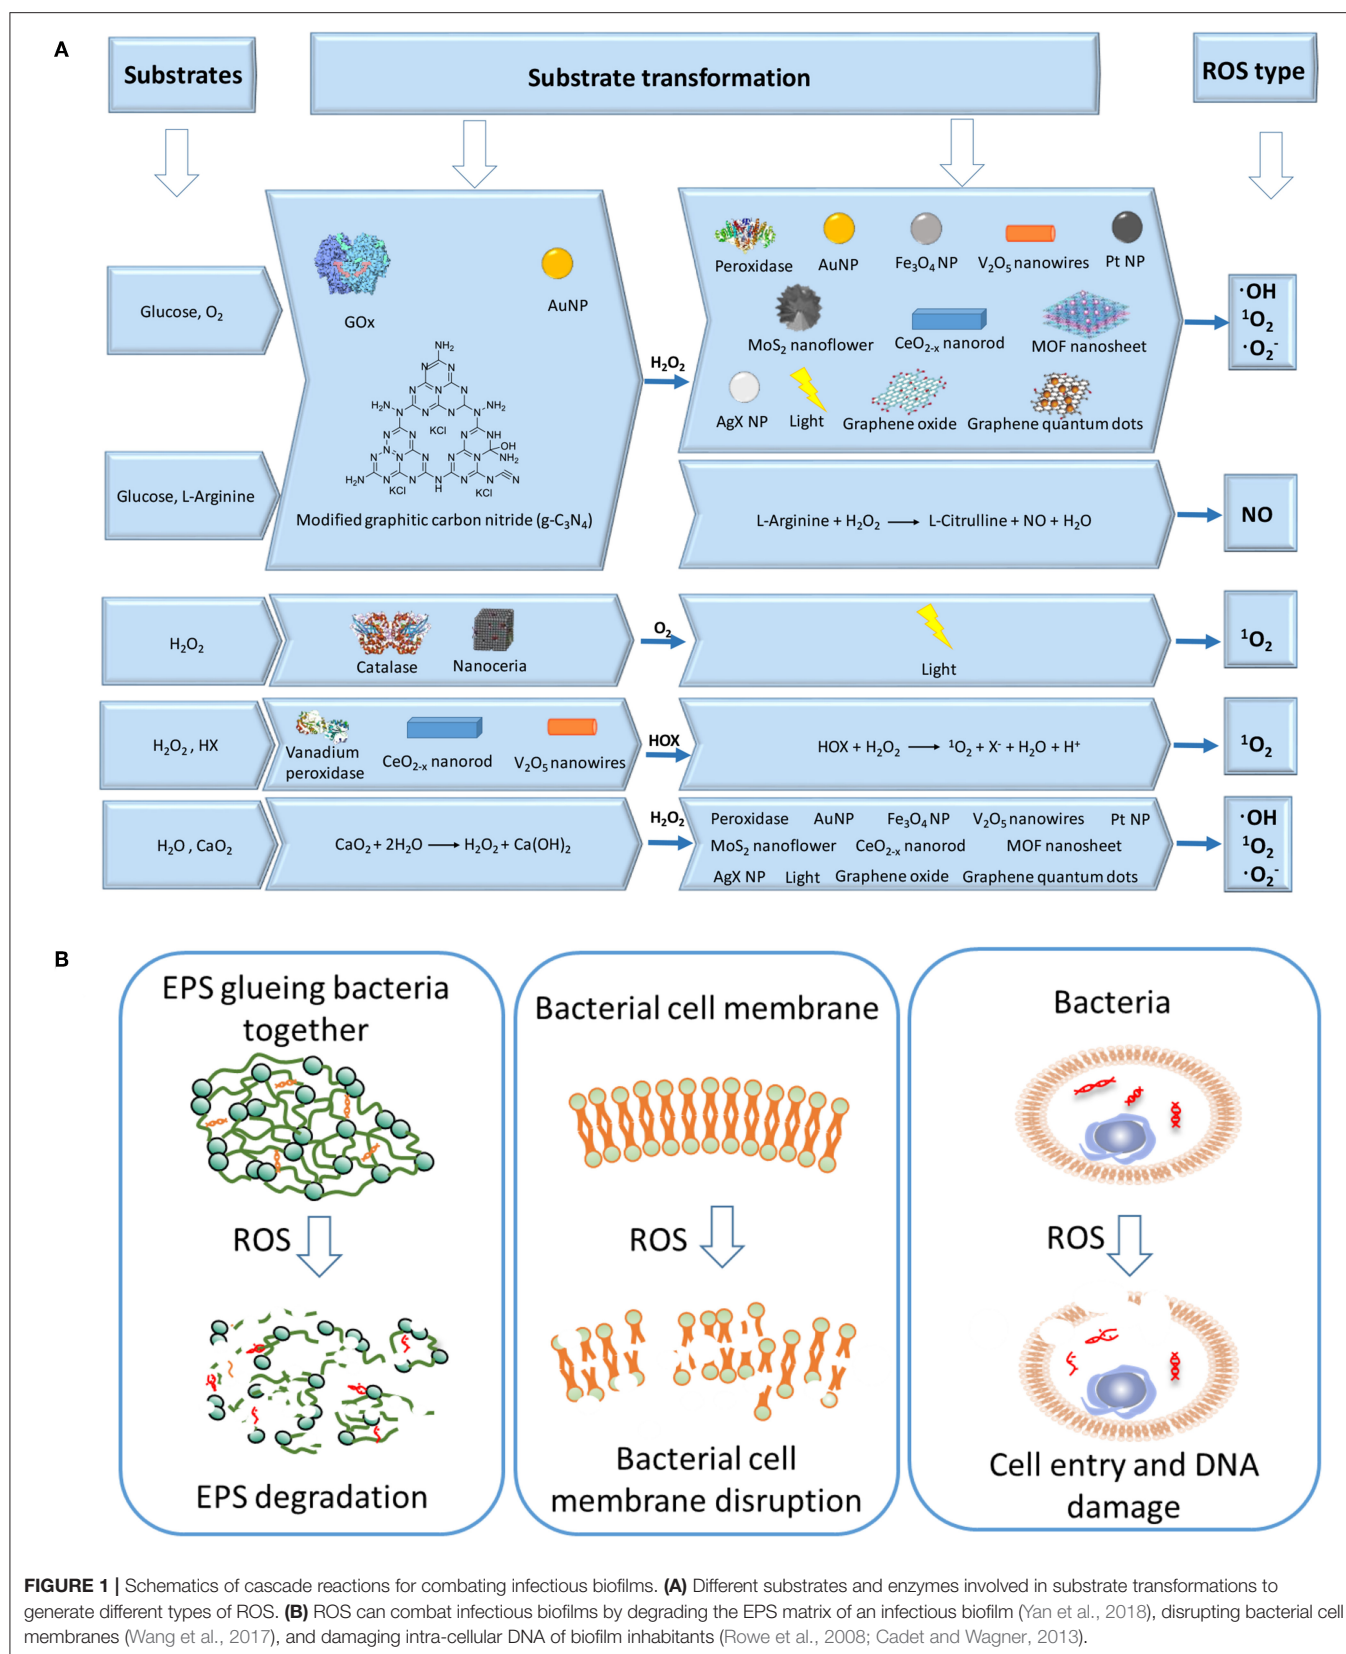 A
Substrates
Substrate transformation
ROS type
Glucose, O₂
GOx
AuNP
NH₂
N N
H₂N
NH₂
KCl
NH
OH
NH₂
H₂N
KCl
N
H
KCl
N
Modified graphitic carbon nitride (g-C₃N₄)
H₂O₂
Peroxidase
AuNP
Fe₃O₄ NP
V₂O₅ nanowires
Pt NP
MoS₂ nanoflower
CeO₂₋ₓ nanorod
MOF nanosheet
AgX NP
Light
Graphene oxide
Graphene quantum dots
·OH
¹O₂
·O₂⁻
Glucose, L-Arginine
L-Arginine + H₂O₂ ⟶ L-Citrulline + NO + H₂O
NO
H₂O₂
Catalase
Nanoceria
O₂
Light
¹O₂
H₂O₂ , HX
Vanadium
peroxidase
CeO₂₋ₓ nanorod
V₂O₅ nanowires
HOX
HOX + H₂O₂ ⟶ ¹O₂ + X⁻ + H₂O + H⁺
¹O₂
H₂O , CaO₂
CaO₂ + 2H₂O ⟶ H₂O₂ + Ca(OH)₂
H₂O₂
Peroxidase AuNP Fe₃O₄ NP V₂O₅ nanowires Pt NP
MoS₂ nanoflower CeO₂₋ₓ nanorod MOF nanosheet
AgX NP Light Graphene oxide Graphene quantum dots
·OH
¹O₂
·O₂⁻
B
EPS glueing bacteria
together
ROS
EPS degradation
Bacterial cell membrane
ROS
Bacterial cell
membrane disruption
Bacteria
ROS
Cell entry and DNA
damage
FIGURE 1 | Schematics of cascade reactions for combating infectious biofilms. (A) Different substrates and enzymes involved in substrate transformations to
generate different types of ROS. (B) ROS can combat infectious biofilms by degrading the EPS matrix of an infectious biofilm (Yan et al., 2018), disrupting bacterial cell
membranes (Wang et al., 2017), and damaging intra-cellular DNA of biofilm inhabitants (Rowe et al., 2008; Cadet and Wagner, 2013).